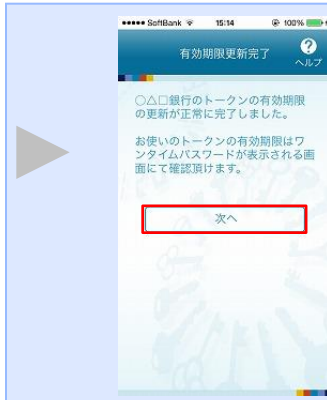 ●●●●● SoftBank 15:14 100%
有効期限更新完了
?
ヘルプ
○△□銀行のトークンの有効期限
の更新が正常に完了しました。
お使いのトークンの有効期限はワ
ンタイムパスワードが表示される画
面にて確認頂けます。
次へ